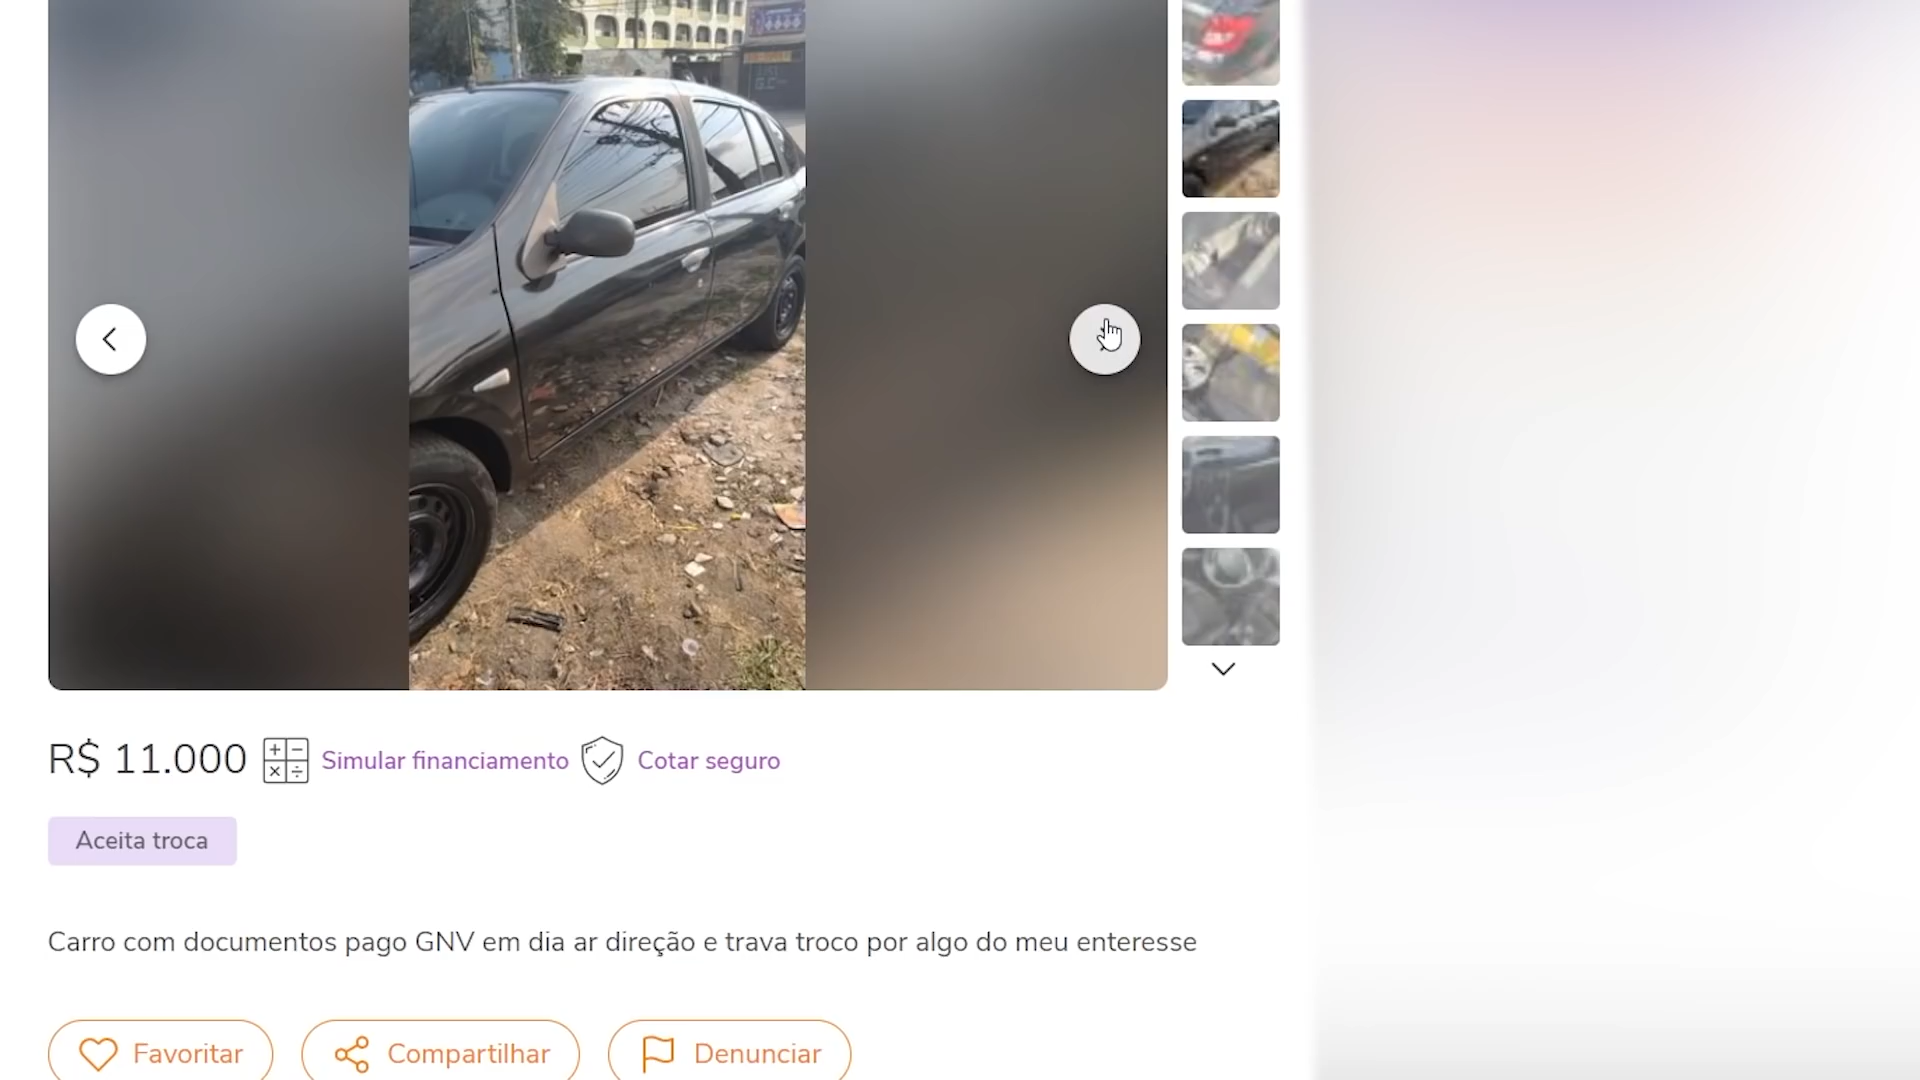 R$ 11.000 Simular financiamento Cotar seguro
Aceita troca
Carro com documentos pago GNV em dia ar direção e trava troco por algo do meu enteresse
Favoritar Compartilhar Denunciar